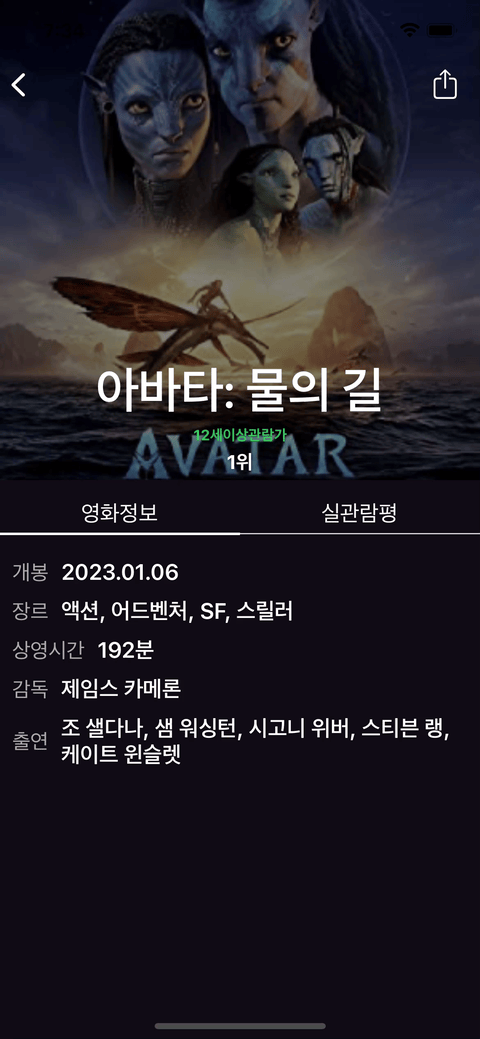 아바타: 물의 길
12세이상관람가
AVATAR
1위
영화정보
실관람평
개봉 2023.01.06
장르 액션, 어드벤처, SF, 스릴러
상영시간 192분
감독 제임스 카메론
출연 조 샐다나, 샘 워싱턴, 시고니 위버, 스티븐 랭,
케이트 윈슬렛